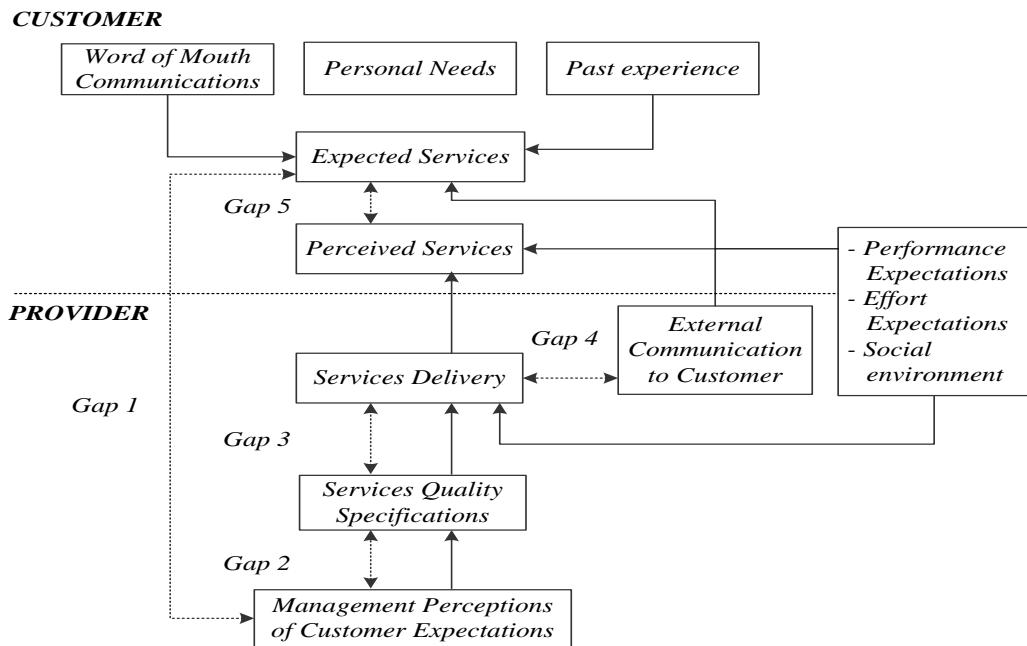 CUSTOMER
Word of Mouth
Communications
Personal Needs
Past experience
Expected Services
Gap 5
Perceived Services
- Performance
Expectations
- Effort
Expectations
- Social
environment
PROVIDER
External
Communication
to Customer
Gap 4
Services Delivery
Gap 1
Gap 3
Services Quality
Specifications
Gap 2
Management Perceptions
of Customer Expectations